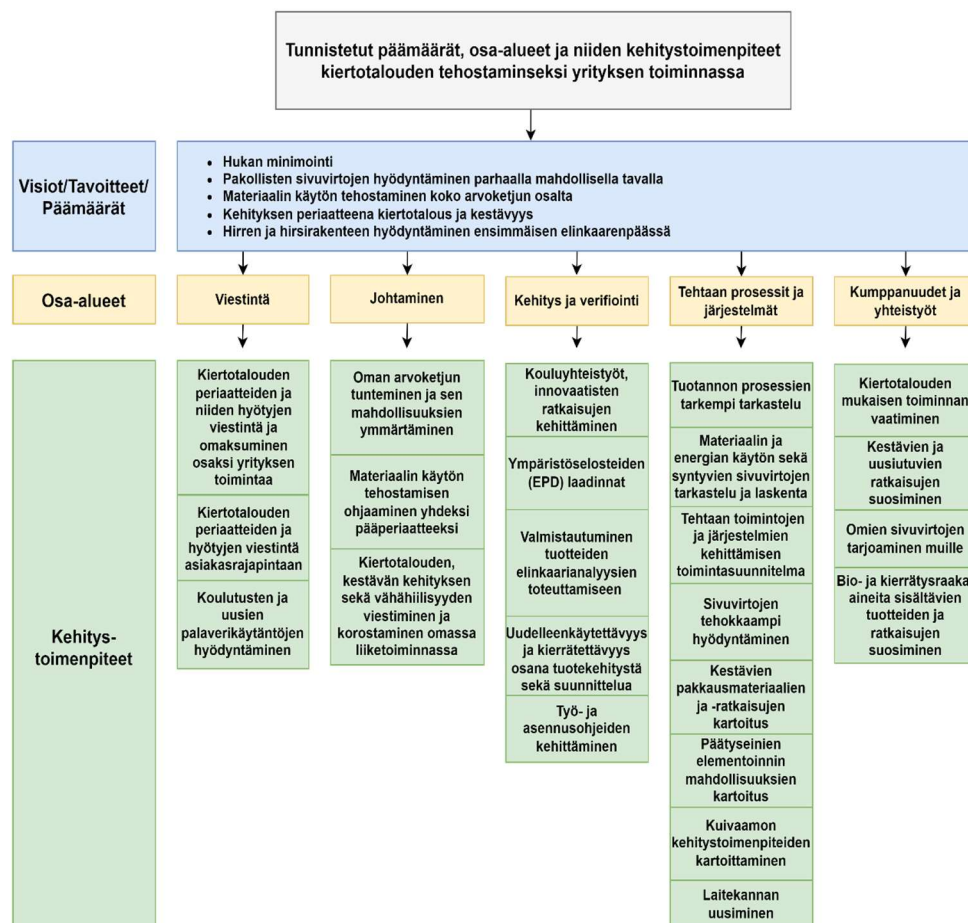 Tunnistetut päämäärät, osa-alueet ja niiden kehitystoimenpiteet
kiertotalouden tehostaminseksi yrityksen toiminnassa
Visiot/Tavoitteet/
Päämäärät
• Hukan minimointi
• Pakollisten sivuvirtojen hyödyntäminen parhaalla mahdollisella tavalla
• Materiaalin käytön tehostaminen koko arvoketjun osalta
• Kehityksen periaatteena kiertotalous ja kestävyys
• Hirren ja hirsirakenteen hyödyntäminen ensimmäisen elinkaarenpäässä
Osa-alueet
Viestintä
Johtaminen
Kehitys ja verifiointi
Tehtaan prosessit ja
järjestelmät
Kumppanuudet ja
yhteistyöt
Kehitys-
toimenpiteet
Kiertotalouden
periaatteiden ja
niiden hyötyjen
viestintä ja
omaksuminen
osaksi yrityksen
toimintaa
Kiertotalouden
periaatteiden ja
hyötyjen viestintä
asiakasrajapintaan
Koulutusten ja
uusien
palaverikäytäntöjen
hyödyntäminen
Oman arvoketjun
tunteminen ja sen
mahdollisuuksien
ymmärtäminen
Materiaalin käytön
tehostamisen
ohjaaminen yhdeksi
pääperiaatteeksi
Kiertotalouden,
kestävän kehityksen
sekä vähähiilisyyden
viestiminen ja
korostaminen omassa
liiketoiminnassa
Kouluyhteistyöt,
innovaatisten
ratkaisujen
kehittäminen
Ympäristöselosteiden
(EPD) laadinnat
Valmistautuminen
tuotteiden
elinkaarianalyysien
toteuttamiseen
Uudelleenkäytettävyys
ja kierrätettävyys
osana tuotekehitystä
sekä suunnittelua
Työ- ja
asennusohjeiden
kehittäminen
Tuotannon prosessien
tarkempi tarkastelu
Materiaalin ja
energian käytön sekä
syntyvien sivuvirtojen
tarkastelu ja laskenta
Tehtaan toimintojen
ja järjestelmien
kehittämisen
toimintasuunnitelma
Sivuvirtojen
tehokkaampi
hyödyntäminen
Kestävien
pakkausmateriaalien
ja -ratkaisujen
kartoitus
Päätyseinien
elementoinnin
mahdollisuuksien
kartoitus
Kuivaamon
kehitystoimenpiteiden
kartoittaminen
Laitekannan
uusiminen
Kiertotalouden
mukaisen toiminnan
vaatiminen
Kestävien ja
uusiutuvien
ratkaisujen
suosiminen
Omien sivuvirtojen
tarjoaminen muille
Bio- ja kierrätysraaka
aineita sisältävien
tuotteiden ja
ratkaisujen
suosiminen